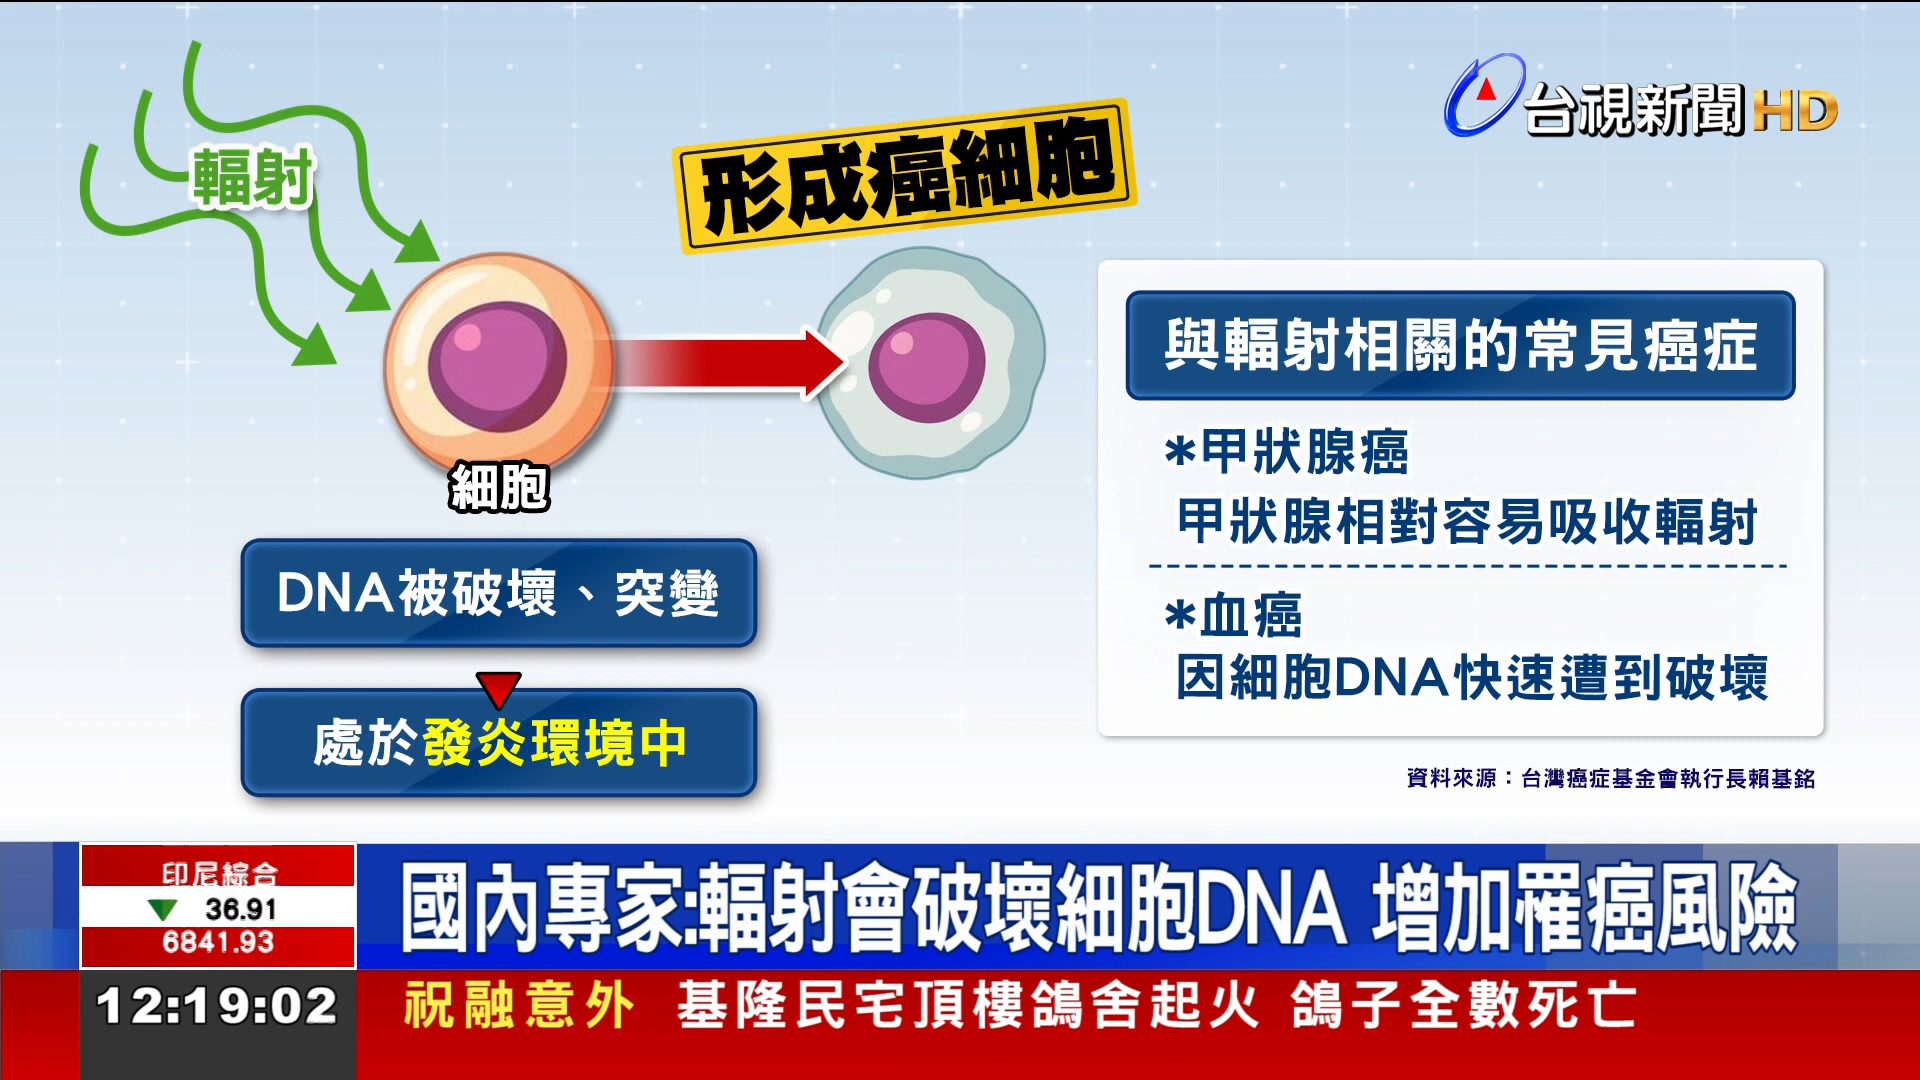 台視新聞HD
輻射
形成癌細胞
細胞
DNA被破壞、突變
處於發炎環境中
與輻射相關的常見癌症
*甲狀腺癌
甲狀腺相對容易吸收輻射
*血癌
因細胞DNA快速遭到破壞
資料來源：台灣癌症基金會執行長賴基銘
印尼綜合
▼ 36.91
6841.93
國內專家:輻射會破壞細胞DNA 增加罹癌風險
12:19:02
祝融意外 基隆民宅頂樓鴿舍起火 鴿子全數死亡